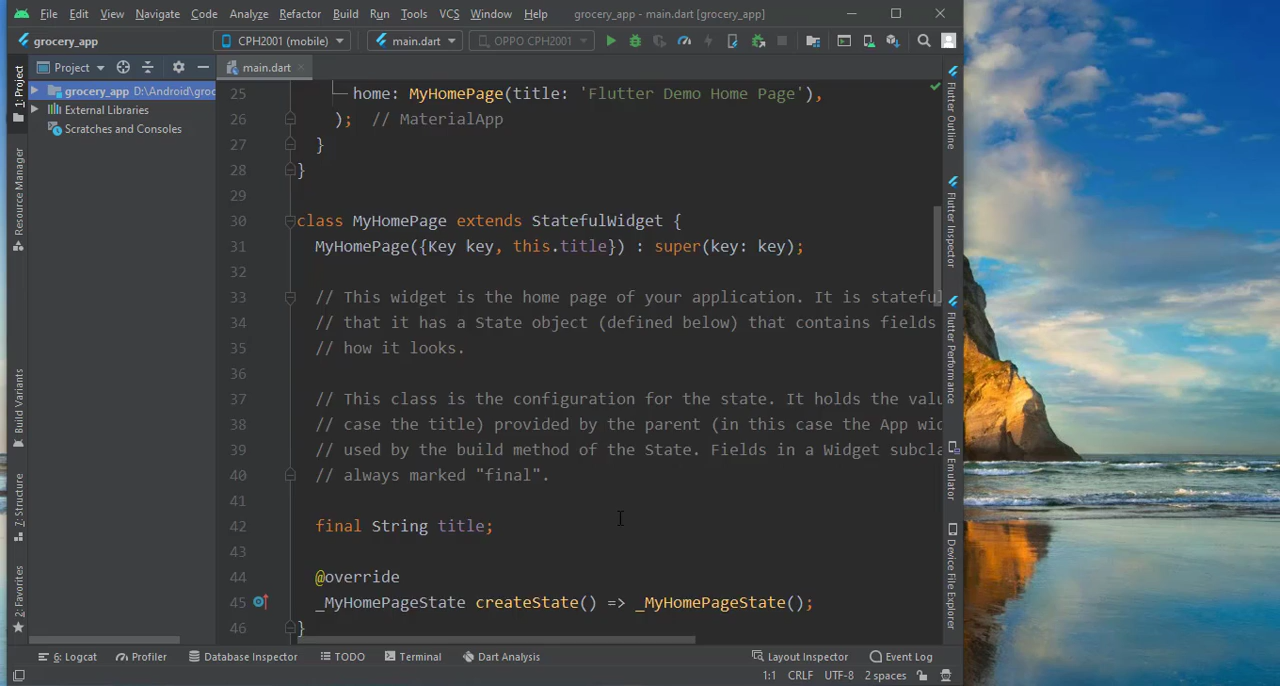 File Edit View Navigate Code Analyze Refactor Build Run Tools VCS Window Help grocery_app - main.dart [grocery_app]
grocery_app CPH2001 (mobile) main.dart OPPO CPH2001
Project main.dart
grocery_app D:\Android\groc
External Libraries
Scratches and Consoles
1: Project
Resource Manager
Build Variants
7: Structure
2: Favorites
25 home: MyHomePage(title: 'Flutter Demo Home Page'),
26 ); // MaterialApp
27 }
28 }
29
30 class MyHomePage extends StatefulWidget {
31 MyHomePage({Key key, this.title}) : super(key: key);
32
33 // This widget is the home page of your application. It is stateful
34 // that it has a State object (defined below) that contains fields
35 // how it looks.
36
37 // This class is the configuration for the state. It holds the valu
38 // case the title) provided by the parent (in this case the App wid
39 // used by the build method of the State. Fields in a Widget subcla
40 // always marked "final".
41
42 final String title;
43
44 @override
45 _MyHomePageState createState() => _MyHomePageState();
46 }
Flutter Outline
Flutter Inspector
Flutter Performance
Emulator
Device File Explorer
6: Logcat Profiler Database Inspector TODO Terminal Dart Analysis Layout Inspector Event Log
1:1 CRLF UTF-8 2 spaces